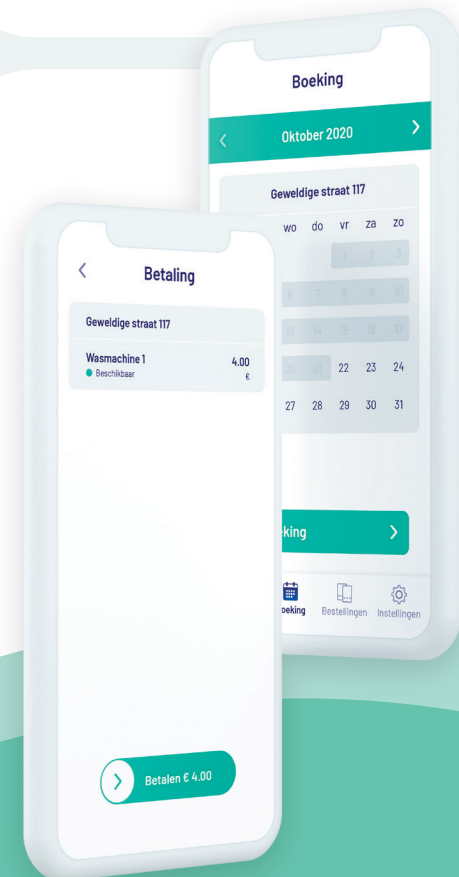 Boeking
Oktober 2020
Geweldige straat 117
wo do vr za zo
1 2 3
6 7 8 9 10
13 14 15 16 17
20 21 22 23 24
27 28 29 30 31
king
oeking Bestellingen Instellingen
Betaling
Geweldige straat 117
Wasmachine 1 4.00
Beschikbaar €
Betalen € 4.00